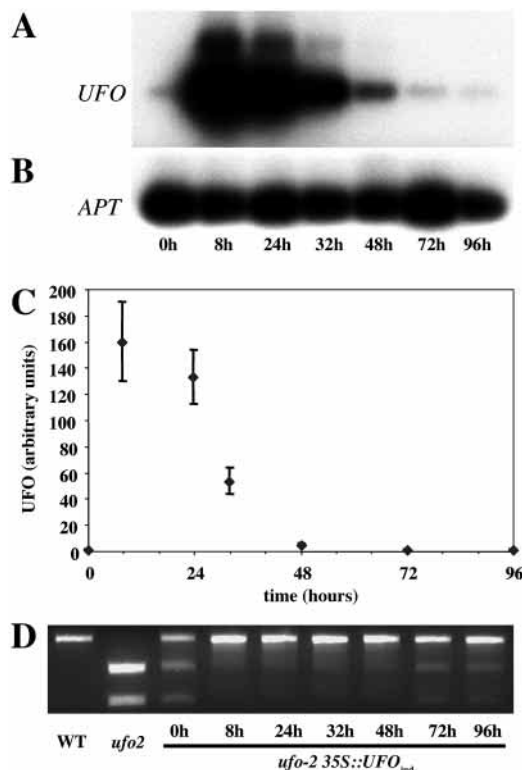 A
UFO
B
APT
0h 8h 24h 32h 48h 72h 96h
C
200
180
160
140
120
100
80
60
40
20
0
UFO (arbitrary units)
0 24 48 72 96
time (hours)
D
WT ufo2 0h 8h 24h 32h 48h 72h 96h
ufo-2 35S::UFOind